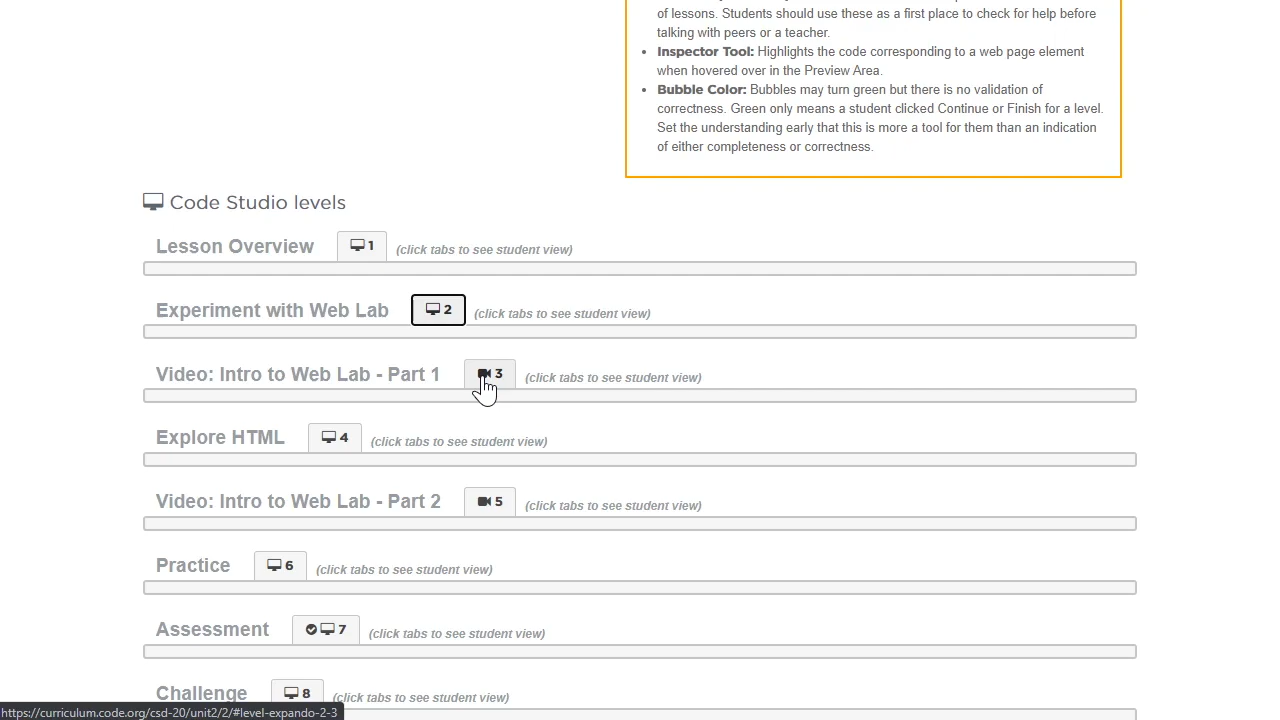 of lessons. Students should use these as a first place to check for help before
talking with peers or a teacher.
• Inspector Tool: Highlights the code corresponding to a web page element
when hovered over in the Preview Area.
• Bubble Color: Bubbles may turn green but there is no validation of
correctness. Green only means a student clicked Continue or Finish for a level.
Set the understanding early that this is more a tool for them than an indication
of either completeness or correctness.
Code Studio levels
Lesson Overview 1 (click tabs to see student view)
Experiment with Web Lab 2 (click tabs to see student view)
Video: Intro to Web Lab - Part 1 3 (click tabs to see student view)
Explore HTML 4 (click tabs to see student view)
Video: Intro to Web Lab - Part 2 5 (click tabs to see student view)
Practice 6 (click tabs to see student view)
Assessment 7 (click tabs to see student view)
Challenge 8 (click tabs to see student view)
https://curriculum.code.org/csd-20/unit2/2/#level-expando-2-3